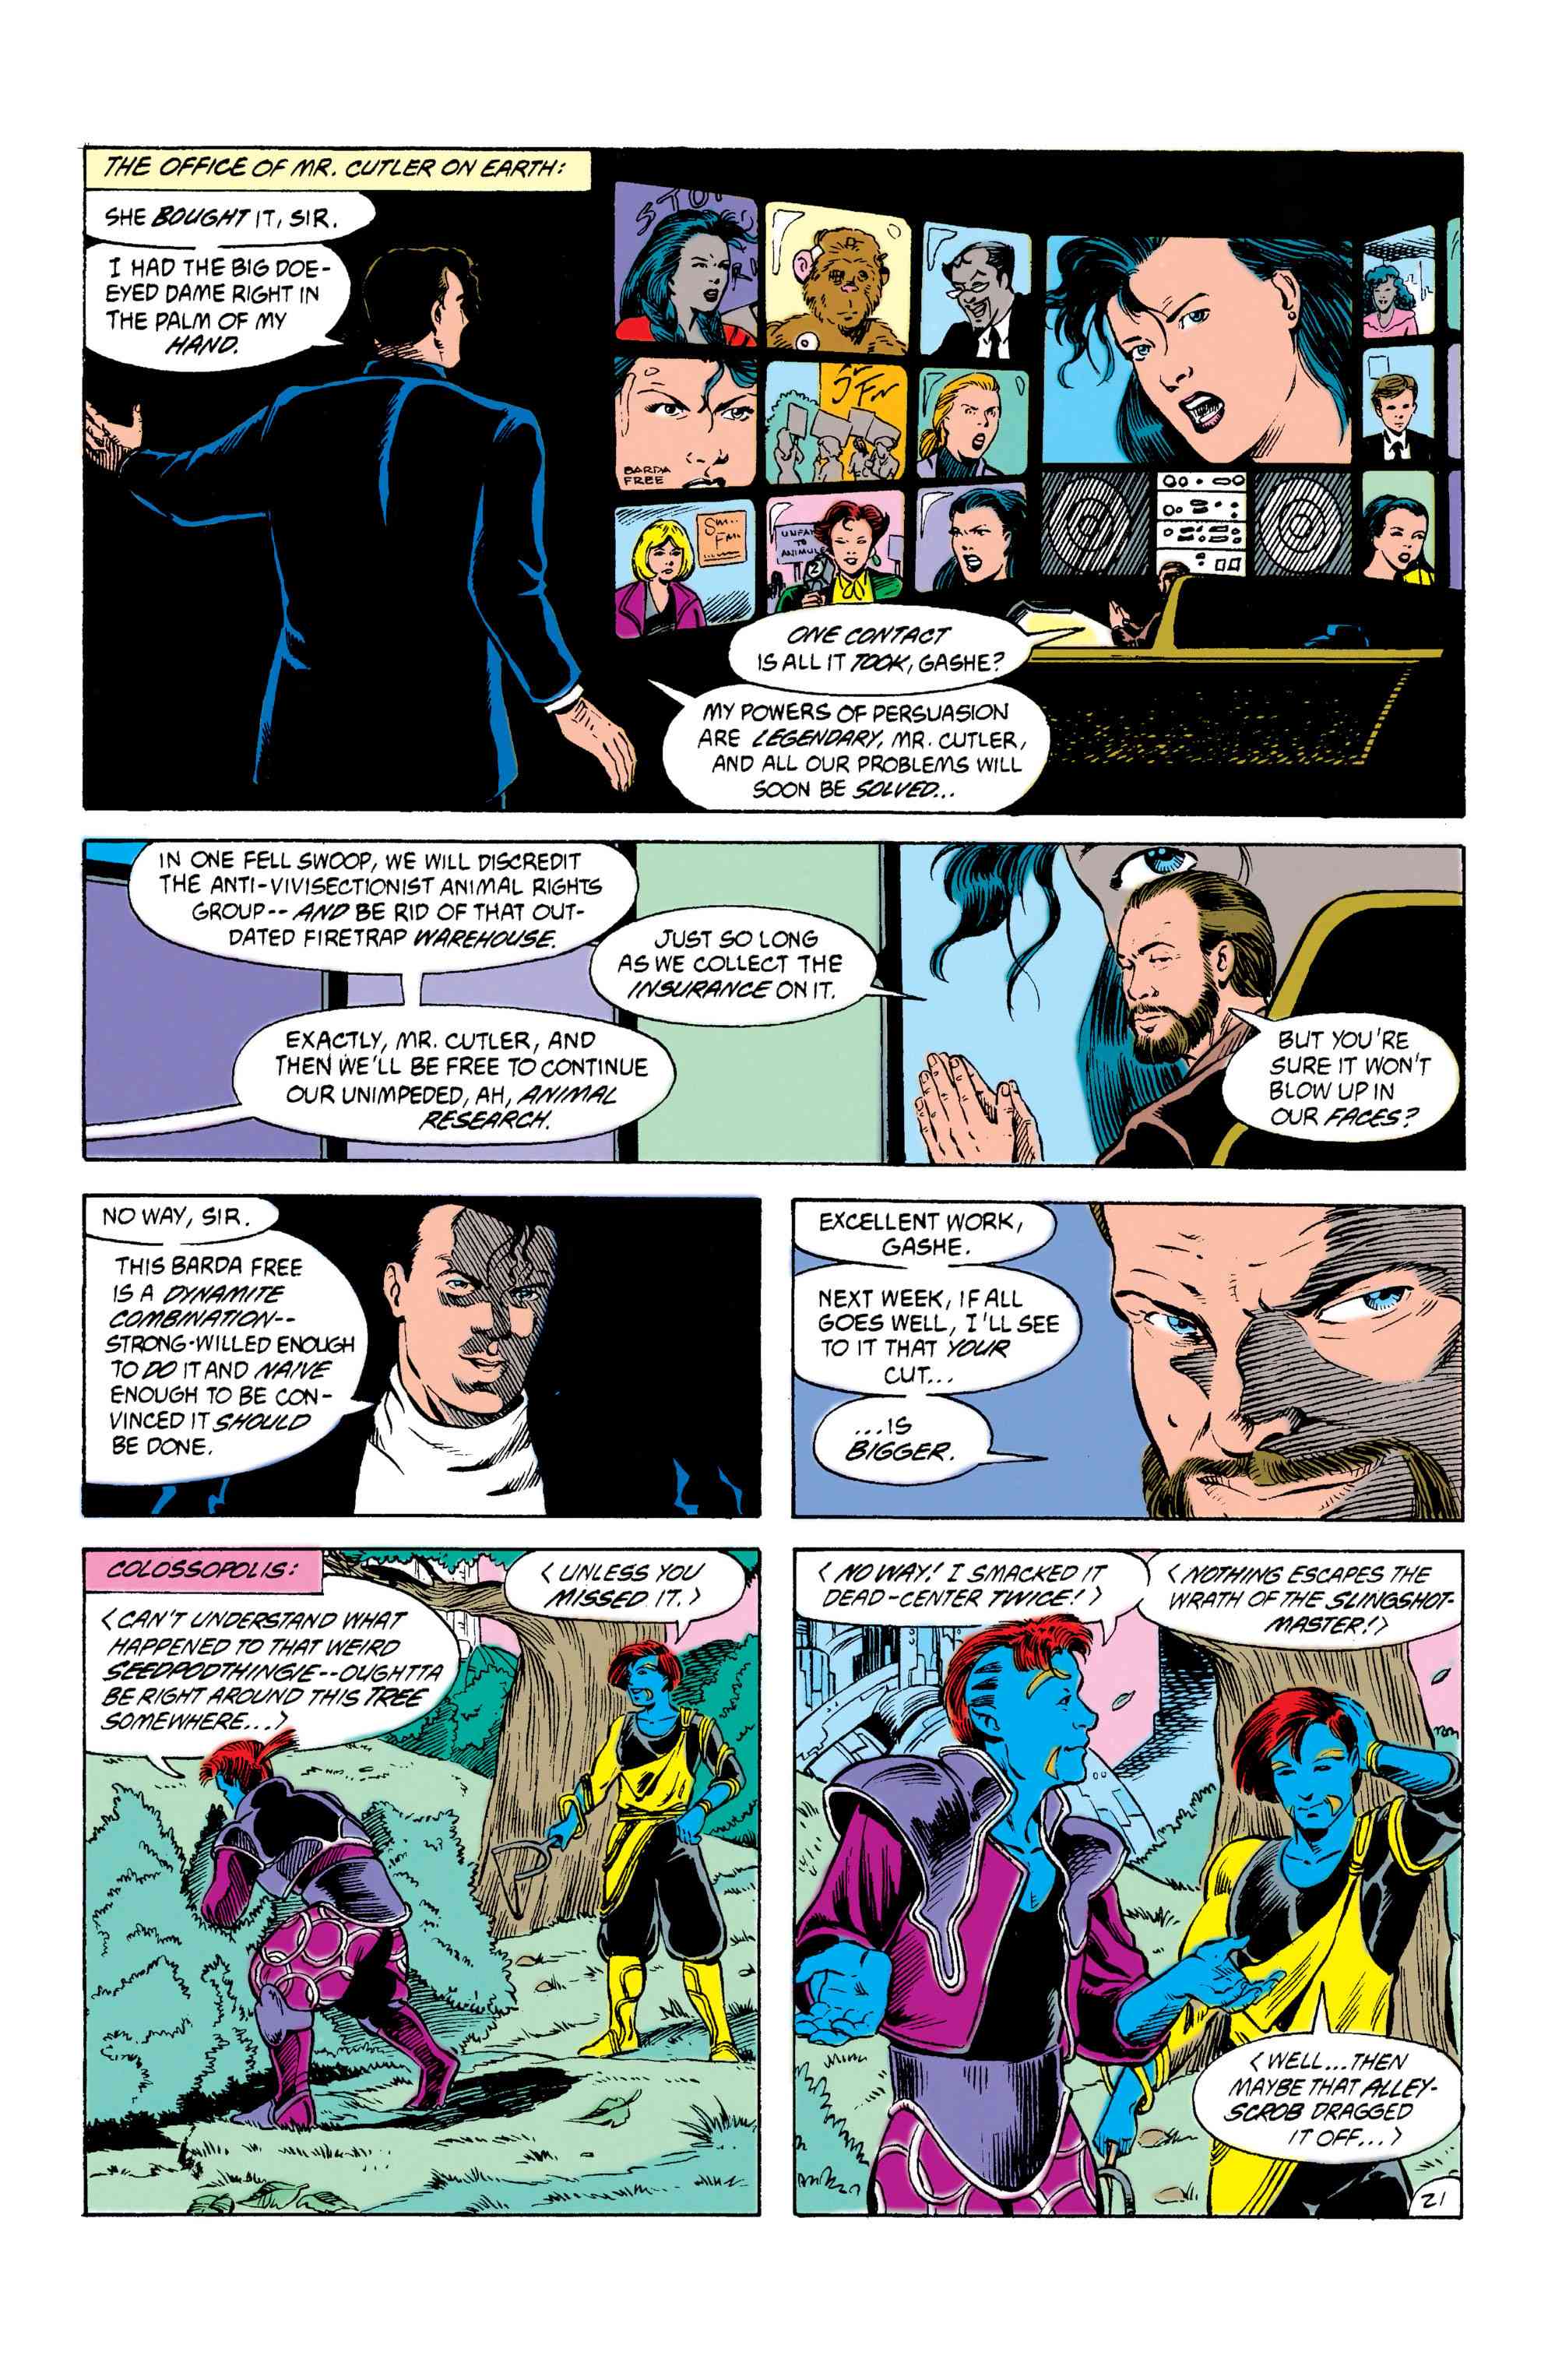 THE OFFICE OF MR. CUTLER ON EARTH:
SHE BOUGHT IT, SIR.
I HAD THE BIG DOE-
EYED DAME RIGHT IN
THE PALM OF MY
HAND.
STO
BARDA
FREE
UNFAI
TO
ANIMUL
2
ONE CONTACT
IS ALL IT TOOK, GASHE?
MY POWERS OF PERSUASION
ARE LEGENDARY, MR. CUTLER,
AND ALL OUR PROBLEMS WILL
SOON BE SOLVED...
IN ONE FELL SWOOP, WE WILL DISCREDIT
THE ANTI-VIVISECTIONIST ANIMAL RIGHTS
GROUP-- AND BE RID OF THAT OUT-
DATED FIRETRAP WAREHOUSE.
JUST SO LONG
AS WE COLLECT THE
INSURANCE ON IT.
EXACTLY, MR. CUTLER, AND
THEN WE'LL BE FREE TO CONTINUE
OUR UNIMPEDED, AH, ANIMAL
RESEARCH.
BUT YOU'RE
SURE IT WON'T
BLOW UP IN
OUR FACES?
NO WAY, SIR.
THIS BARDA FREE
IS A DYNAMITE
COMBINATION--
STRONG-WILLED ENOUGH
TO DO IT AND NAIVE
ENOUGH TO BE CON-
VINCED IT SHOULD
BE DONE.
EXCELLENT WORK,
GASHE.
NEXT WEEK, IF ALL
GOES WELL, I'LL SEE
TO IT THAT YOUR
CUT...
...IS
BIGGER.
COLOSSOPOLIS:
<CAN'T UNDERSTAND WHAT
HAPPENED TO THAT WEIRD
SEEDPODTHINGIE--OUGHTTA
BE RIGHT AROUND THIS TREE
SOMEWHERE...>
<UNLESS YOU
MISSED IT.>
<NO WAY! I SMACKED IT
DEAD-CENTER TWICE!>
<NOTHING ESCAPES THE
WRATH OF THE SLINGSHOT-
MASTER!>
<WELL...THEN
MAYBE THAT ALLEY-
SCROB DRAGGED
IT OFF...>
21